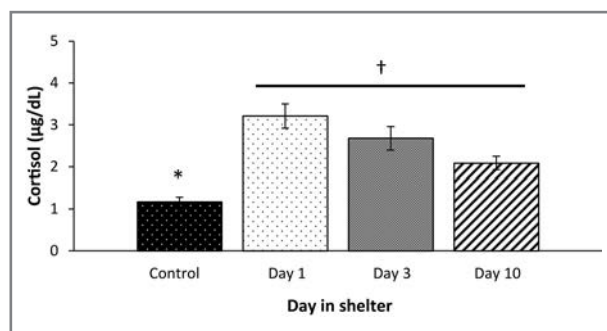 †
5
4
3
2
1
0
Cortisol (µg/dL)
*
Control Day 1 Day 3 Day 10
Day in shelter